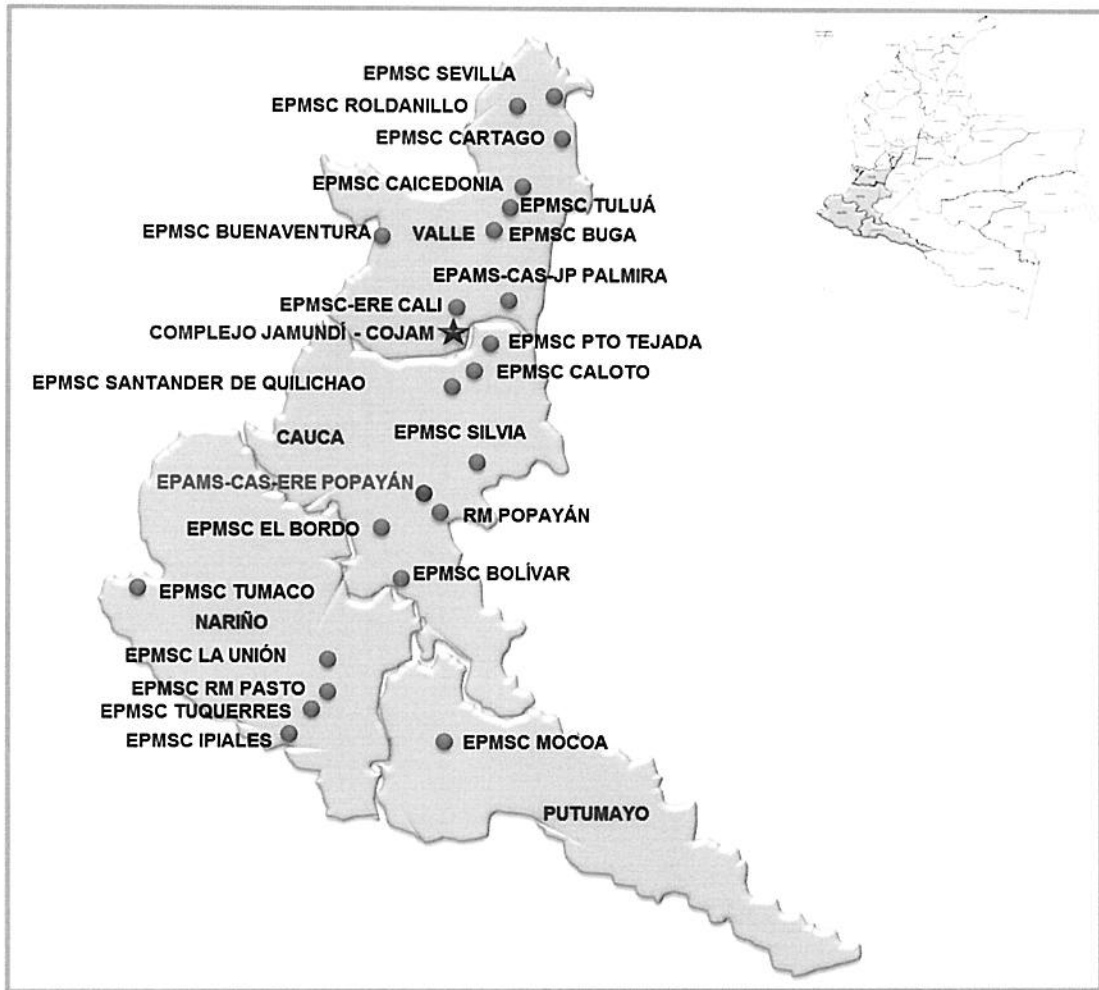 EPMSC SEVILLA
EPMSC ROLDANILLO
EPMSC CARTAGO
EPMSC CAICEDONIA
EPMSC TULUÁ
EPMSC BUENAVENTURA
VALLE
EPMSC BUGA
EPAMS-CAS-JP PALMIRA
EPMSC-ERE CALI
COMPLEJO JAMUNDÍ - COJAM
EPMSC PTO TEJADA
EPMSC CALOTO
EPMSC SANTANDER DE QUILICHAO
CAUCA
EPMSC SILVIA
EPAMS-CAS-ERE POPAYÁN
RM POPAYÁN
EPMSC EL BORDO
EPMSC BOLÍVAR
EPMSC TUMACO
NARIÑO
EPMSC LA UNIÓN
EPMSC RM PASTO
EPMSC TUQUERRES
EPMSC IPIALES
EPMSC MOCOA
PUTUMAYO